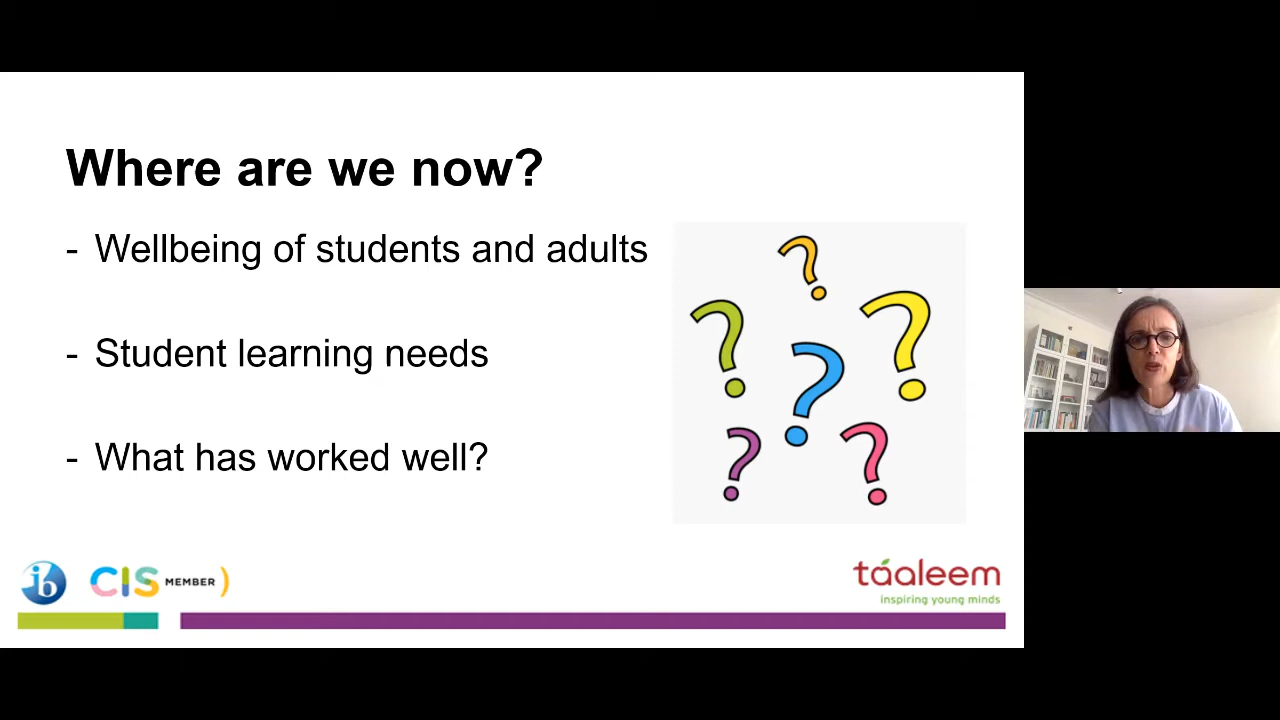 Where are we now?
- Wellbeing of students and adults
- Student learning needs
- What has worked well?
? ? ? ? ? ?
ib
CIS MEMBER)
táaleem
inspiring young minds